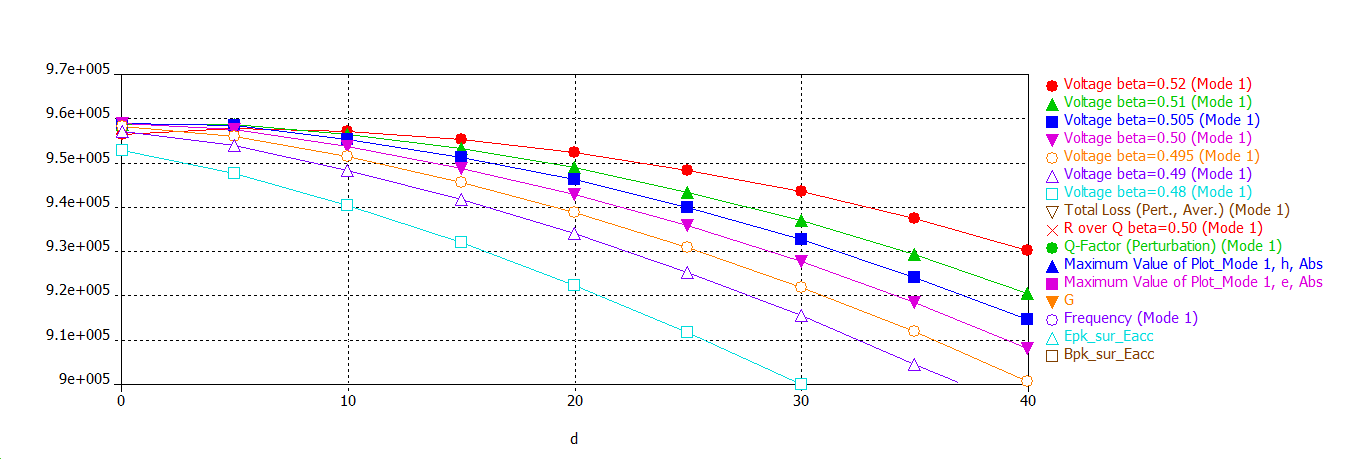 9.7e+005
9.6e+005
9.5e+005
9.4e+005
9.3e+005
9.2e+005
9.1e+005
9e+005
0
10
20
30
40
d
Voltage beta=0.52 (Mode 1)
Voltage beta=0.51 (Mode 1)
Voltage beta=0.505 (Mode 1)
Voltage beta=0.50 (Mode 1)
Voltage beta=0.495 (Mode 1)
Voltage beta=0.49 (Mode 1)
Voltage beta=0.48 (Mode 1)
Total Loss (Pert., Aver.) (Mode 1)
R over Q beta=0.50 (Mode 1)
Q-Factor (Perturbation) (Mode 1)
Maximum Value of Plot_Mode 1, h, Abs
Maximum Value of Plot_Mode 1, e, Abs
G
Frequency (Mode 1)
Epk_sur_Eacc
Bpk_sur_Eacc